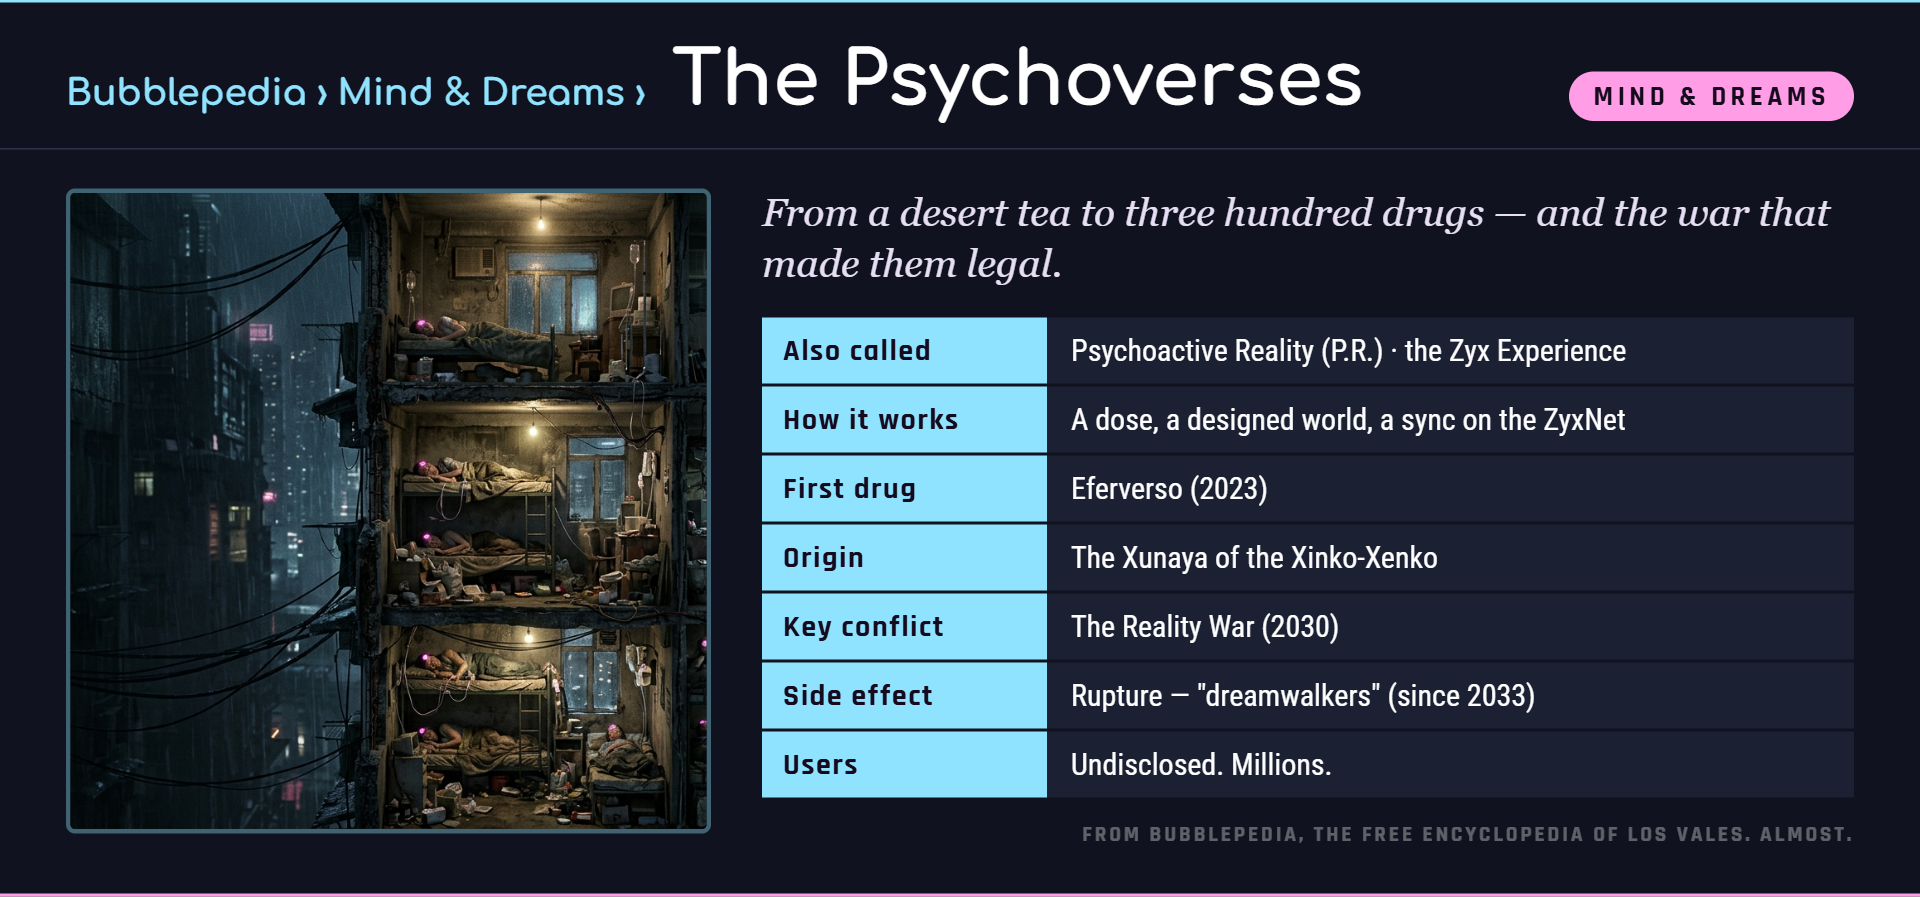 Bubblepedia › Mind & Dreams › The Psychoverses
MIND & DREAMS
From a desert tea to three hundred drugs — and the war that
made them legal.
Also called Psychoactive Reality (P.R.) · the Zyx Experience
How it works A dose, a designed world, a sync on the ZyxNet
First drug Eferverso (2023)
Origin The Xunaya of the Xinko-Xenko
Key conflict The Reality War (2030)
Side effect Rupture — "dreamwalkers" (since 2033)
Users Undisclosed. Millions.
FROM BUBBLEPEDIA, THE FREE ENCYCLOPEDIA OF LOS VALES. ALMOST.